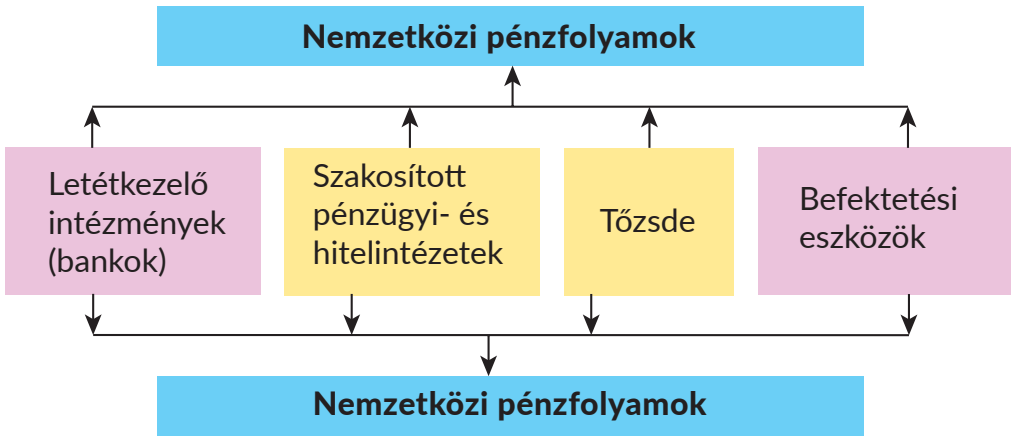 Nemzetközi pénzfolyamok
Letétkezelő
intézmények
(bankok)
Szakosított
pénzügyi- és
hitelintézetek
Tőzsde
Befektetési
eszközök
Nemzetközi pénzfolyamok